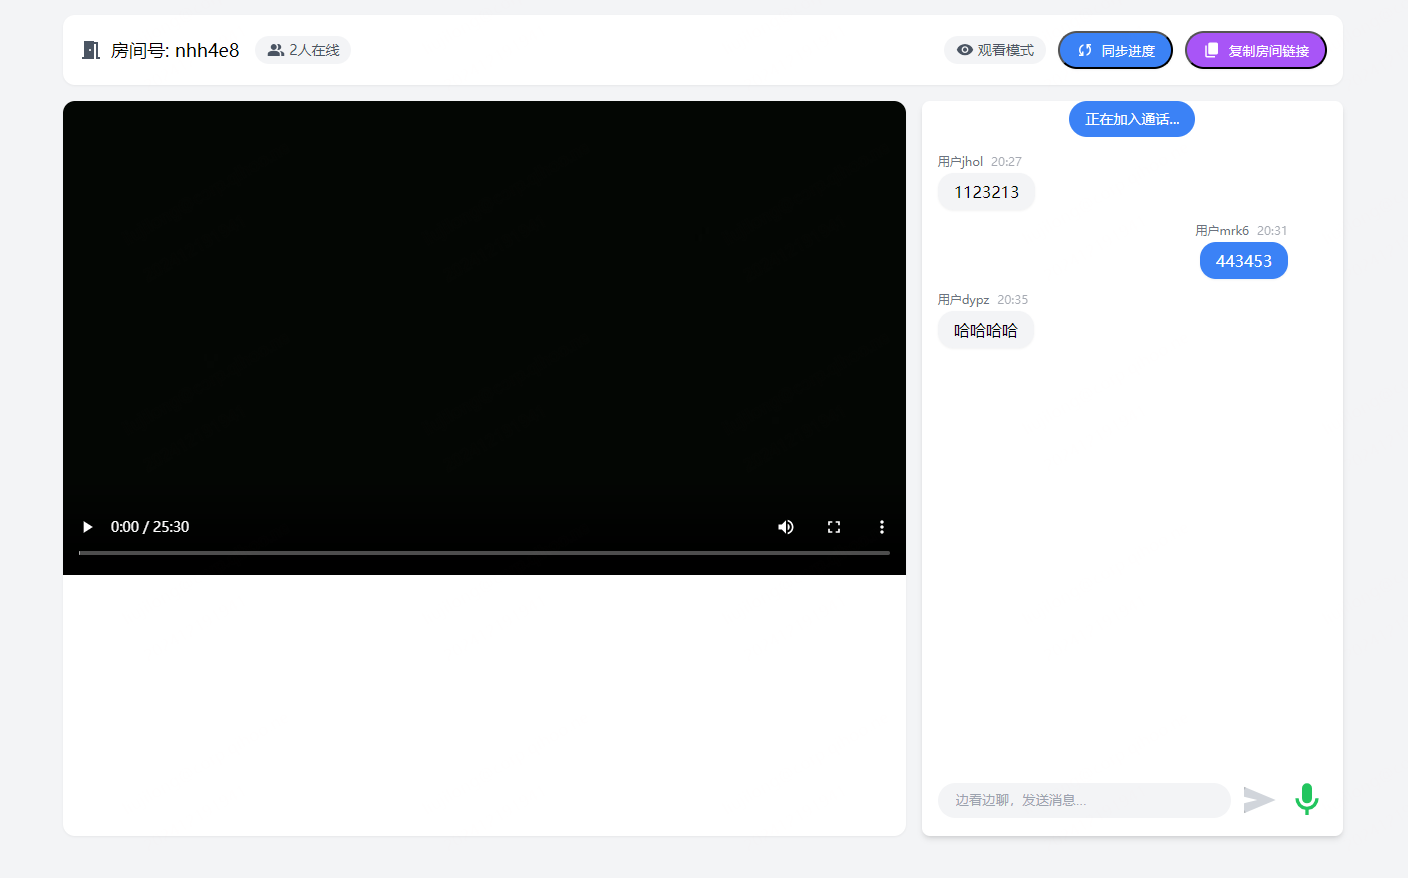 房间号: nhh4e8
2人在线
观看模式
同步进度
复制房间链接
0:00 / 25:30
正在加入通话...
用户jhol 20:27
1123213
用户mrk6 20:31
443453
用户dypz 20:35
哈哈哈哈
边看边聊，发送消息...